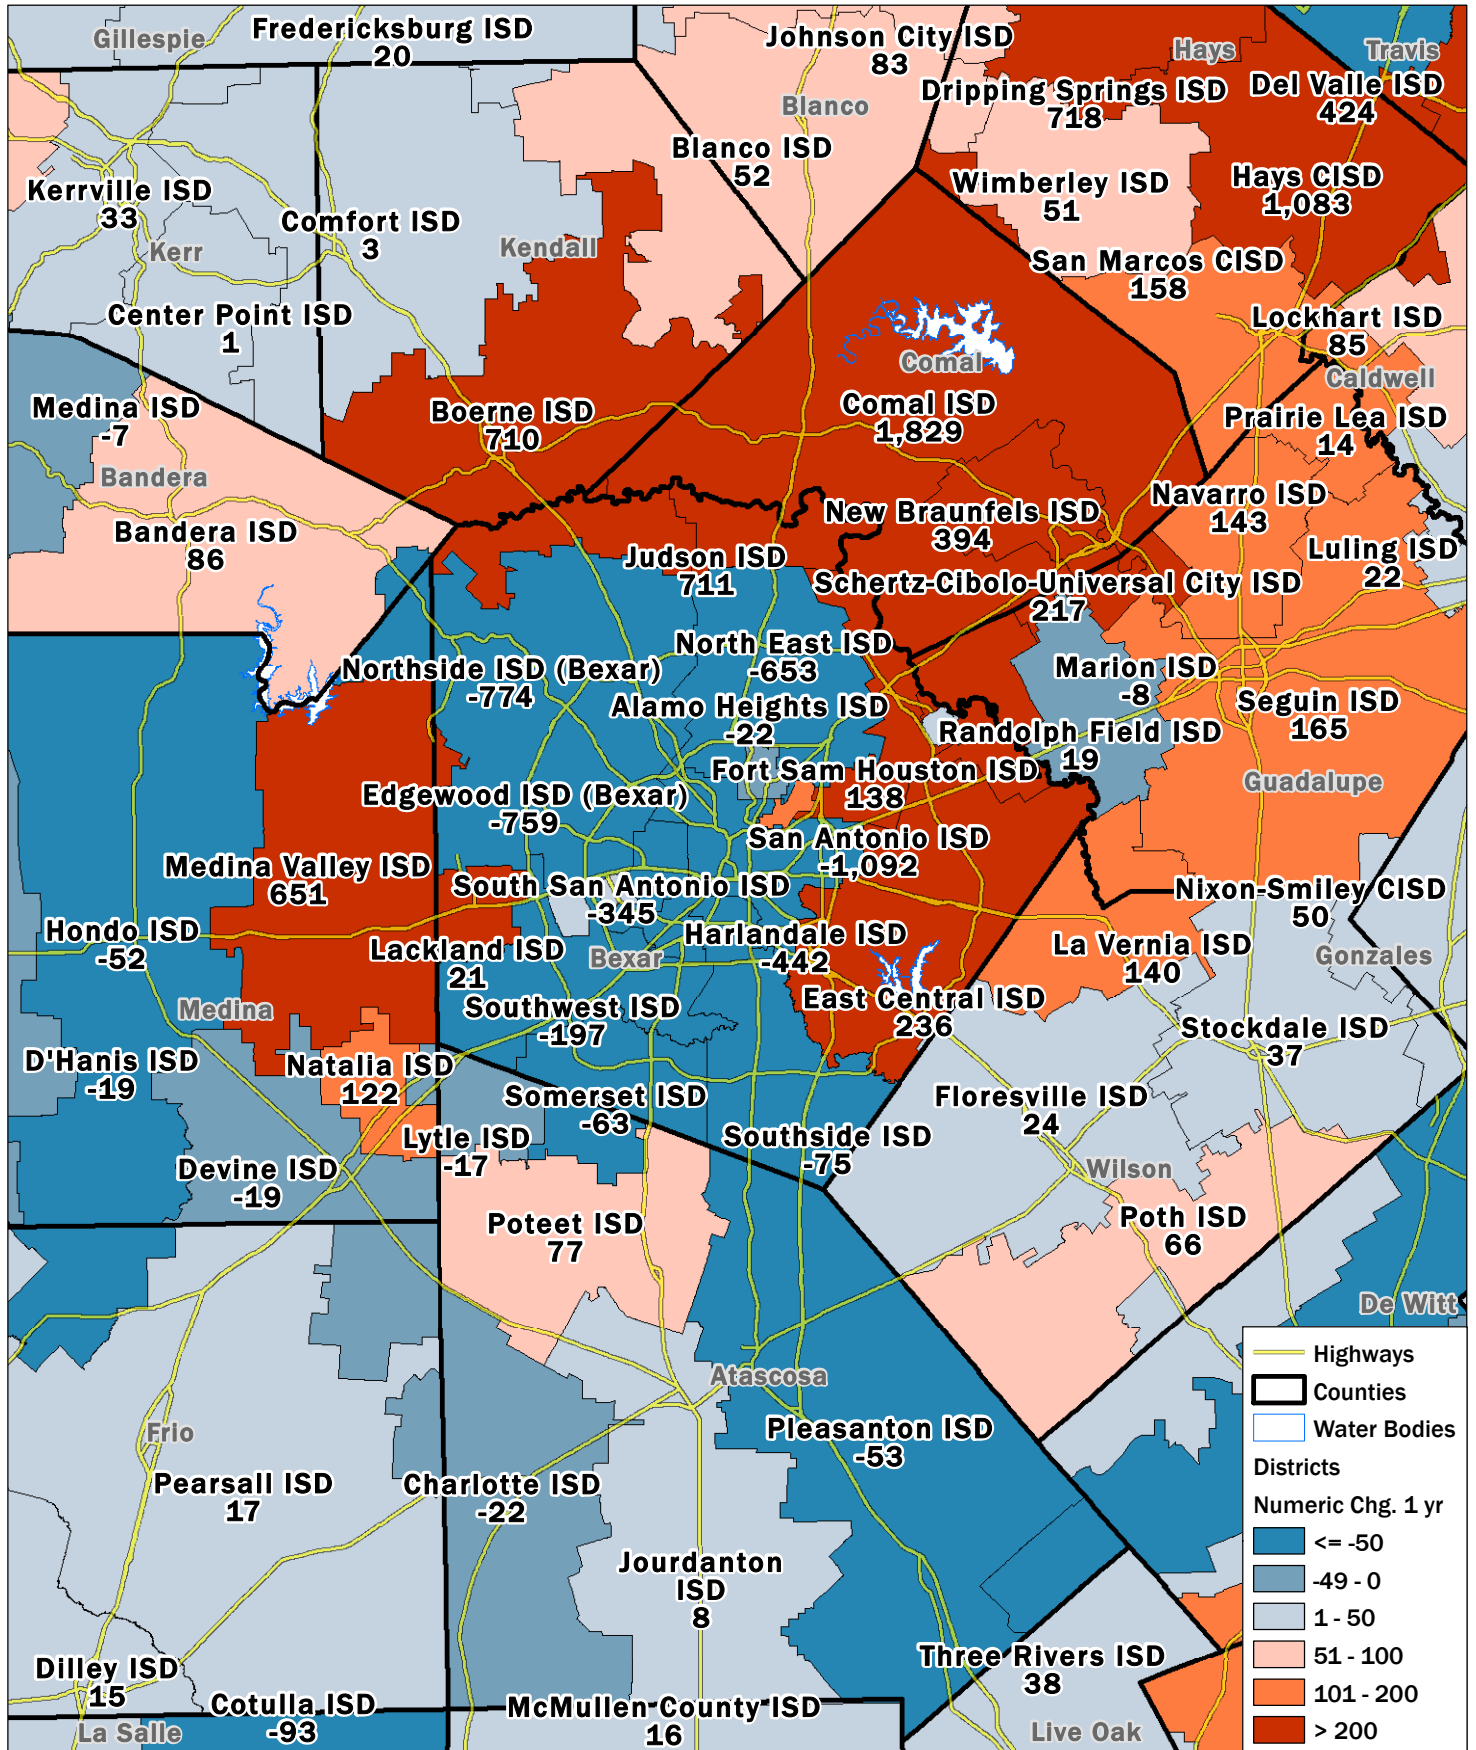 Gillespie
Fredericksburg ISD
20
Johnson City ISD
83
Hays
Travis
Dripping Springs ISD
718
Del Valle ISD
424
Blanco
Blanco ISD
52
Kerrville ISD
33
Kerr
Comfort ISD
3
Kendall
Wimberley ISD
51
Hays CISD
1,083
San Marcos CISD
158
Center Point ISD
1
Lockhart ISD
85
Comal
Caldwell
Medina ISD
-7
Boerne ISD
710
Comal ISD
1,829
Prairie Lea ISD
14
Bandera
Bandera ISD
86
Navarro ISD
143
New Braunfels ISD
394
Judson ISD
711
Luling ISD
22
Schertz-Cibolo-Universal City ISD
217
North East ISD
-653
Northside ISD (Bexar)
-774
Marion ISD
-8
Alamo Heights ISD
-22
Seguin ISD
165
Randolph Field ISD
19
Fort Sam Houston ISD
138
Guadalupe
Edgewood ISD (Bexar)
-759
San Antonio ISD
-1,092
Medina Valley ISD
651
South San Antonio ISD
-345
Nixon-Smiley CISD
50
Hondo ISD
-52
Lackland ISD
21
Bexar
Harlandale ISD
-442
La Vernia ISD
140
Gonzales
Medina
Southwest ISD
-197
East Central ISD
236
Stockdale ISD
37
D'Hanis ISD
-19
Natalia ISD
122
Somerset ISD
-63
Floresville ISD
24
Lytle ISD
-17
Southside ISD
-75
Devine ISD
-19
Wilson
Poteet ISD
77
Poth ISD
66
De Witt
Atascosa
Frio
Pleasanton ISD
-53
Pearsall ISD
17
Charlotte ISD
-22
Jourdanton
ISD
8
Dilley ISD
15
Three Rivers ISD
38
Cotulla ISD
-93
McMullen County ISD
16
La Salle
Live Oak
Highways
Counties
Water Bodies
Districts
Numeric Chg. 1 yr
<= -50
-49 - 0
1 - 50
51 - 100
101 - 200
> 200